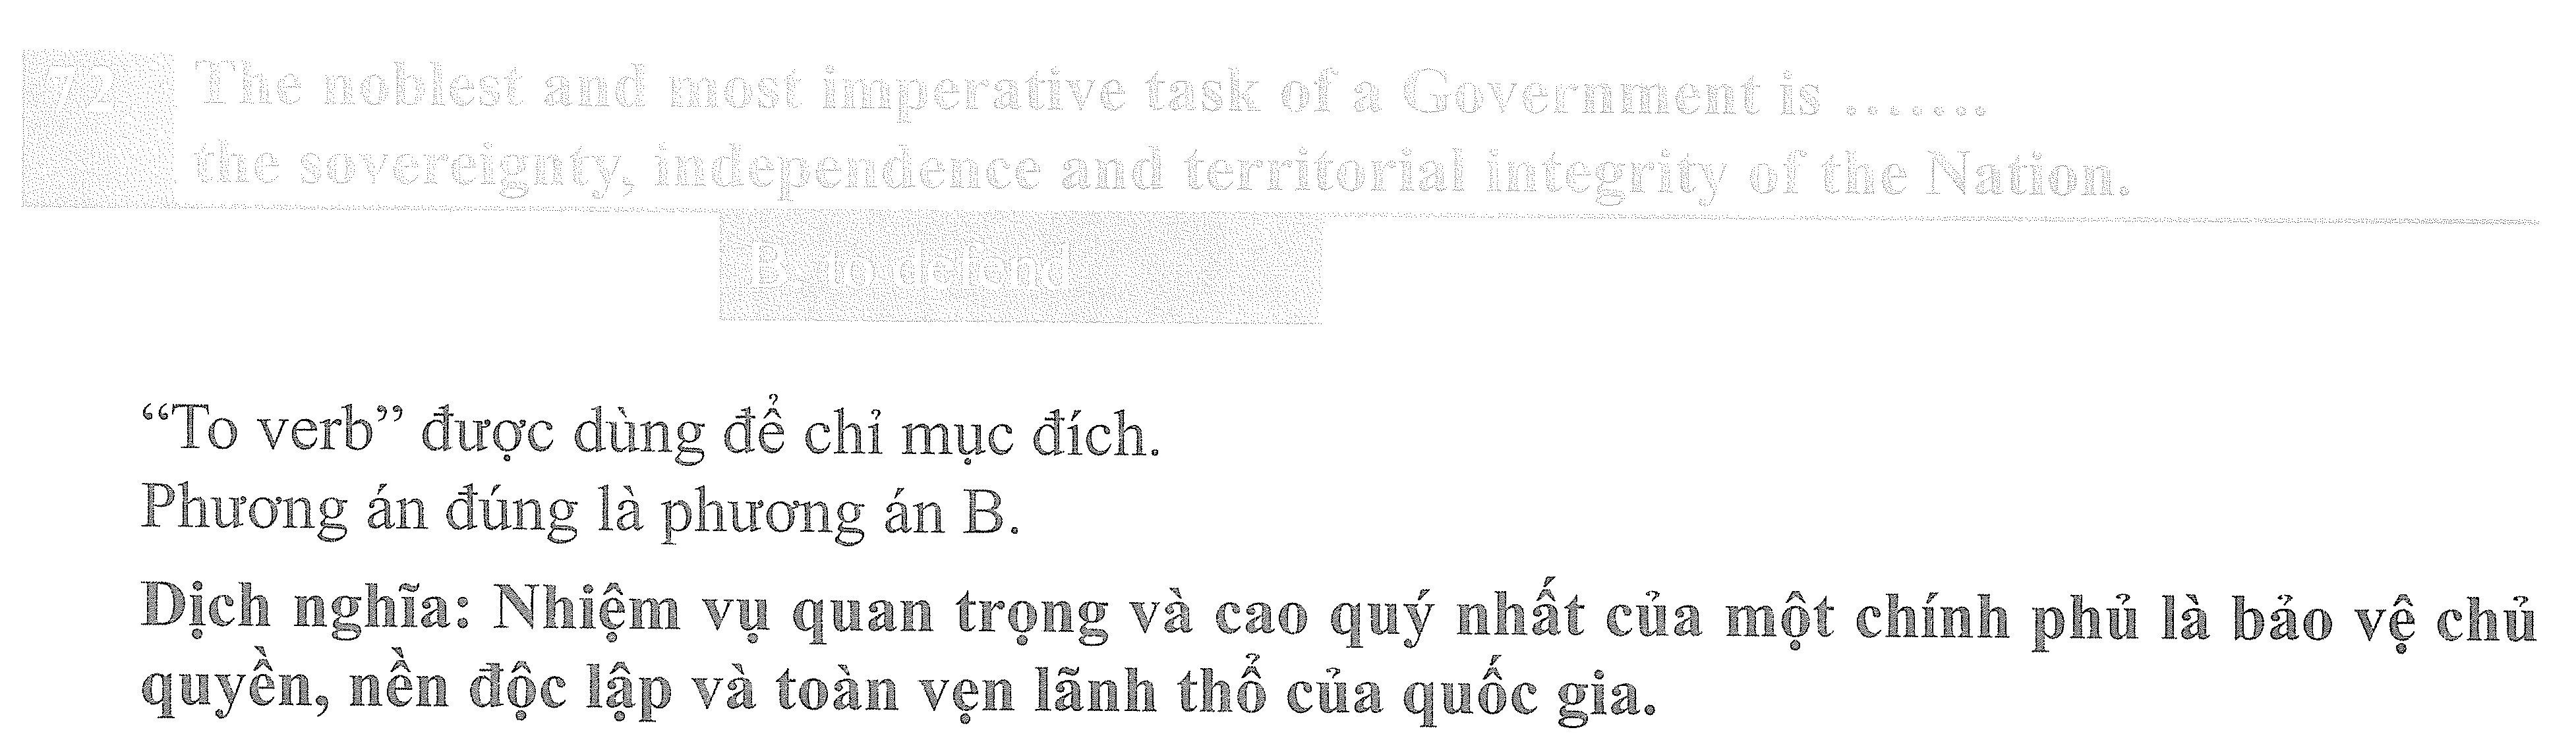 72 The noblest and most imperative task of a Government is .......
the sovereignty, independence and territorial integrity of the Nation.
B. to defend
“To verb” được dùng để chỉ mục đích.
Phương án đúng là phương án B.
Dịch nghĩa: Nhiệm vụ quan trọng và cao quý nhất của một chính phủ là bảo vệ chủ
quyền, nền độc lập và toàn vẹn lãnh thổ của quốc gia.